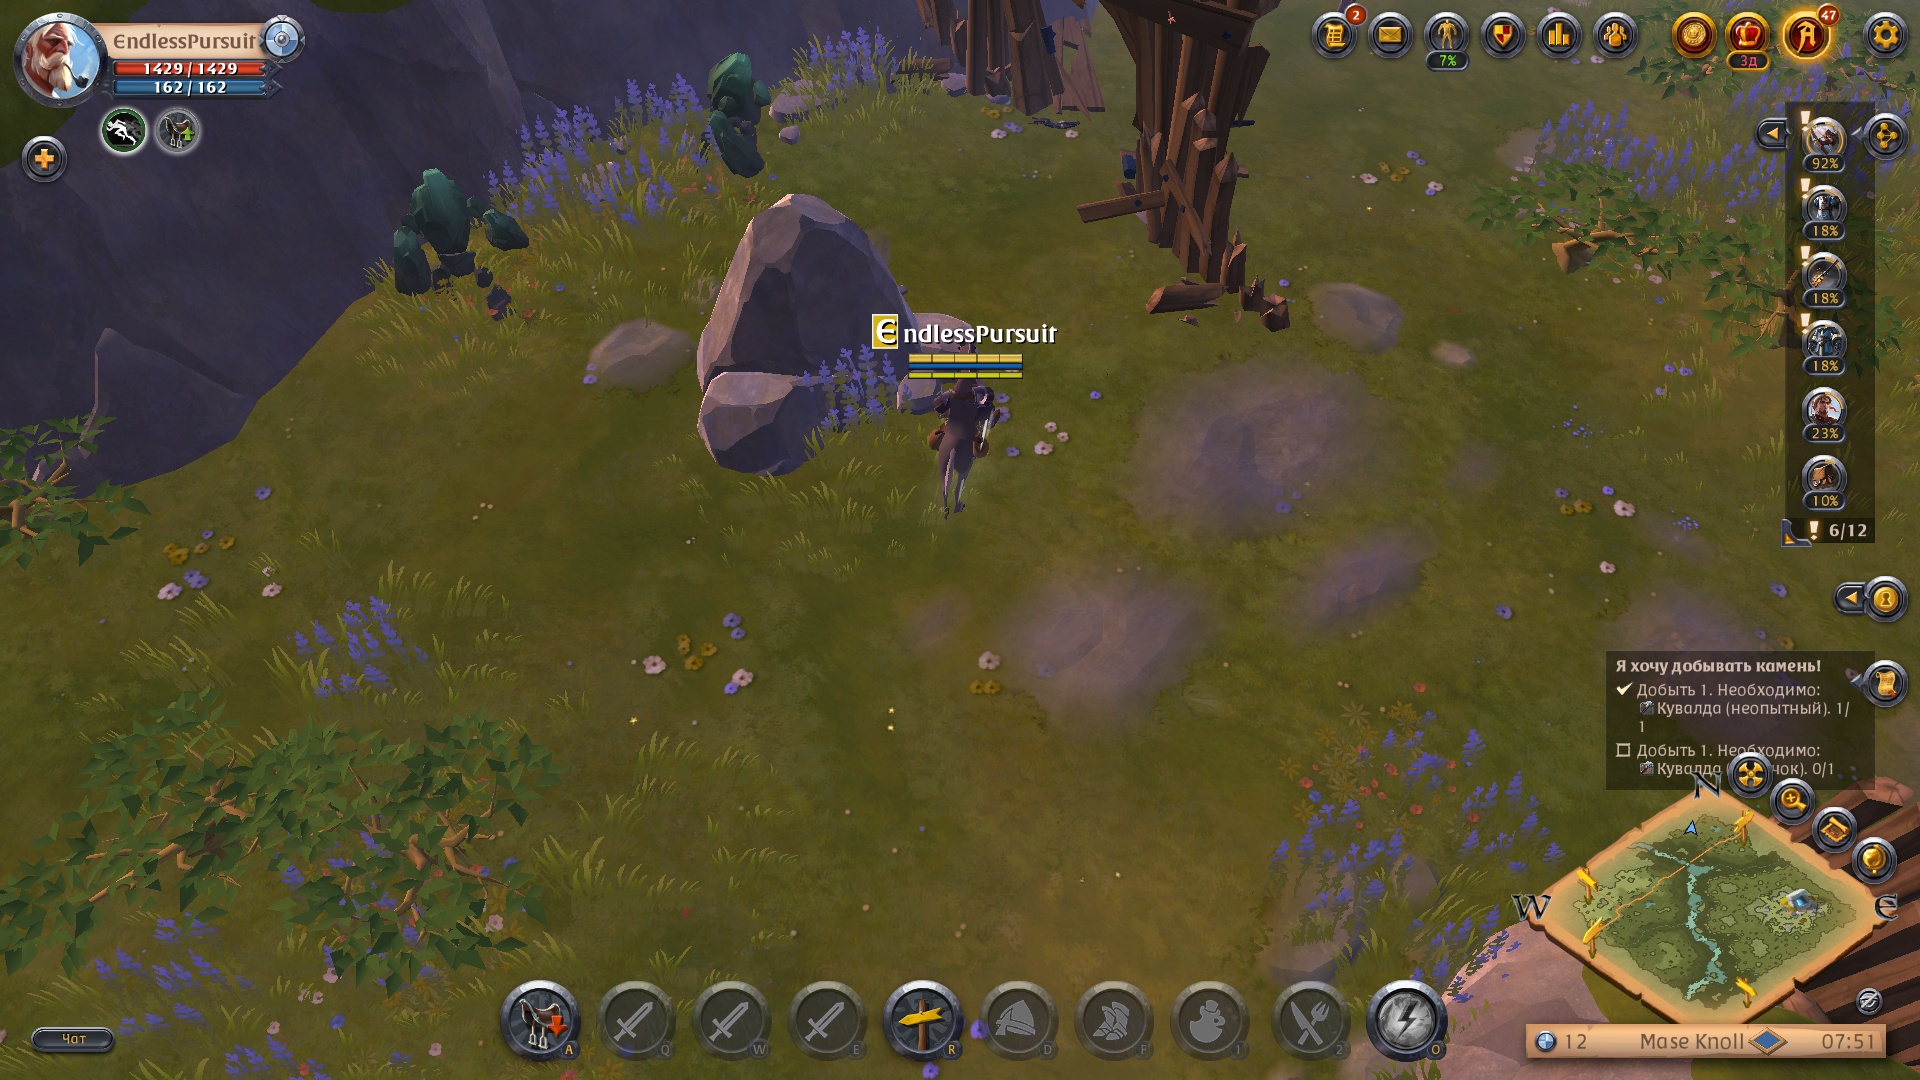 EndlessPursuit
1429 / 1429
162 / 162
2
7%
3д
47
92%
18%
18%
18%
23%
10%
6/12
EndlessPursuit
Я хочу добывать камень!
Добыть 1. Необходимо:
Кувалда (неопытный). 1/
1
Добыть 1. Необходимо:
Кувалда чок). 0/1
N
W
E
A
Q
W
E
R
D
F
1
2
O
Чат
12
Mase Knoll
07:51